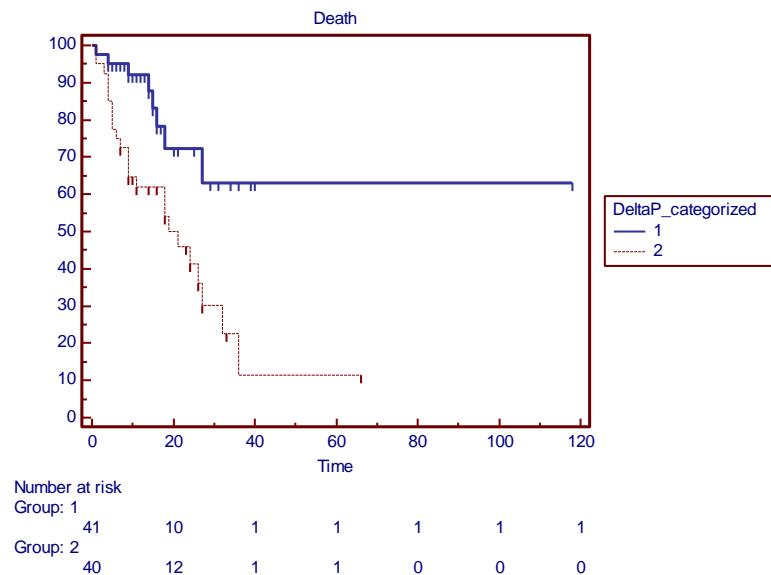 Death
100
90
80
70
60
50
40
30
20
10
0
0 20 40 60 80 100 120
Time
DeltaP_categorized
1
2
Number at risk
Group: 1
41 10 1 1 1 1 1
Group: 2
40 12 1 1 0 0 0